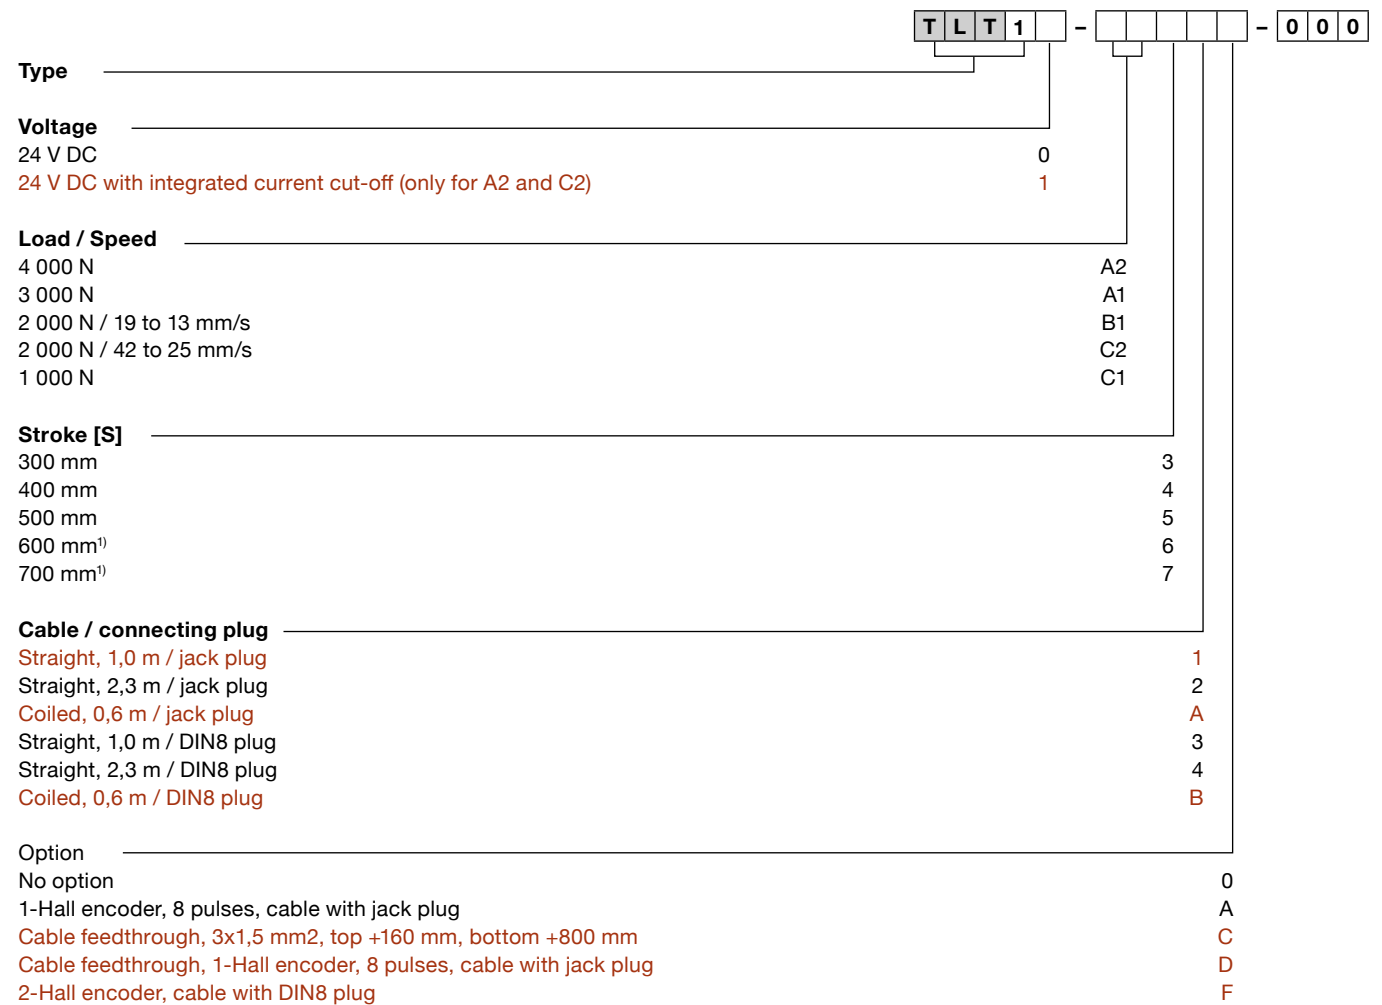 T L T 1 – – 0 0 0
Type
Voltage
24 V DC 0
24 V DC with integrated current cut-off (only for A2 and C2) 1
Load / Speed
4 000 N A2
3 000 N A1
2 000 N / 19 to 13 mm/s B1
2 000 N / 42 to 25 mm/s C2
1 000 N C1
Stroke [S]
300 mm 3
400 mm 4
500 mm 5
600 mm¹⁾ 6
700 mm¹⁾ 7
Cable / connecting plug
Straight, 1,0 m / jack plug 1
Straight, 2,3 m / jack plug 2
Coiled, 0,6 m / jack plug A
Straight, 1,0 m / DIN8 plug 3
Straight, 2,3 m / DIN8 plug 4
Coiled, 0,6 m / DIN8 plug B
Option
No option 0
1-Hall encoder, 8 pulses, cable with jack plug A
Cable feedthrough, 3x1,5 mm2, top +160 mm, bottom +800 mm C
Cable feedthrough, 1-Hall encoder, 8 pulses, cable with jack plug D
2-Hall encoder, cable with DIN8 plug F